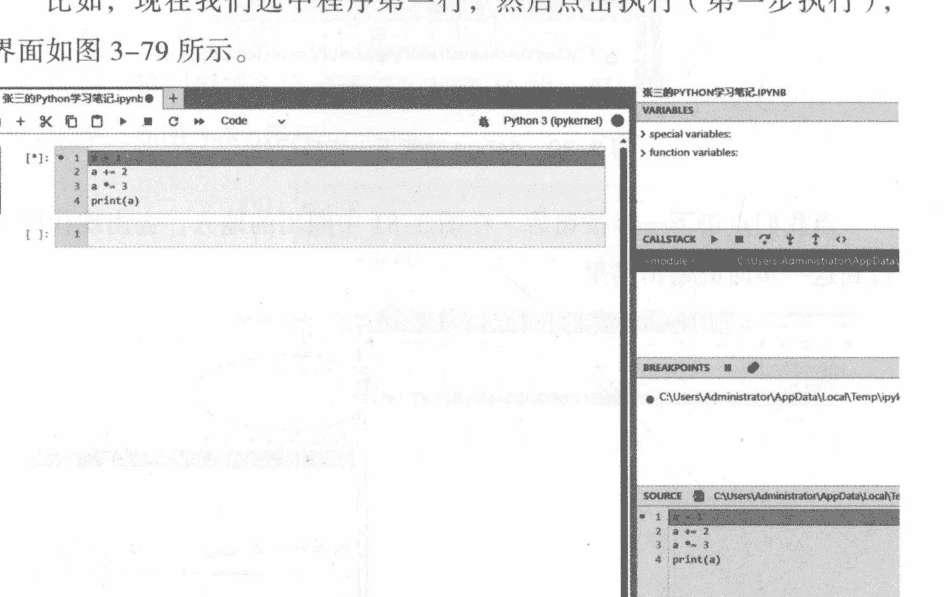 比如，现在我们选中程序第一行，然后点击执行（第一步执行），
界面如图 3-79 所示。
张三的Python学习笔记.ipynb● +
Code
Python 3 (ipykernel)
[*]: 1 a = 1
2 a += 2
3 a *= 3
4 print(a)
[ ]: 1
张三的PYTHON学习笔记.IPYNB
VARIABLES
> special variables:
> function variables:
CALLSTACK
<module> C:\Users\Administrator\AppData\
BREAKPOINTS
C:\Users\Administrator\AppData\Local\Temp\ipyk
SOURCE C:\Users\Administrator\AppData\Local\Te
1 a = 1
2 a += 2
3 a *= 3
4 print(a)